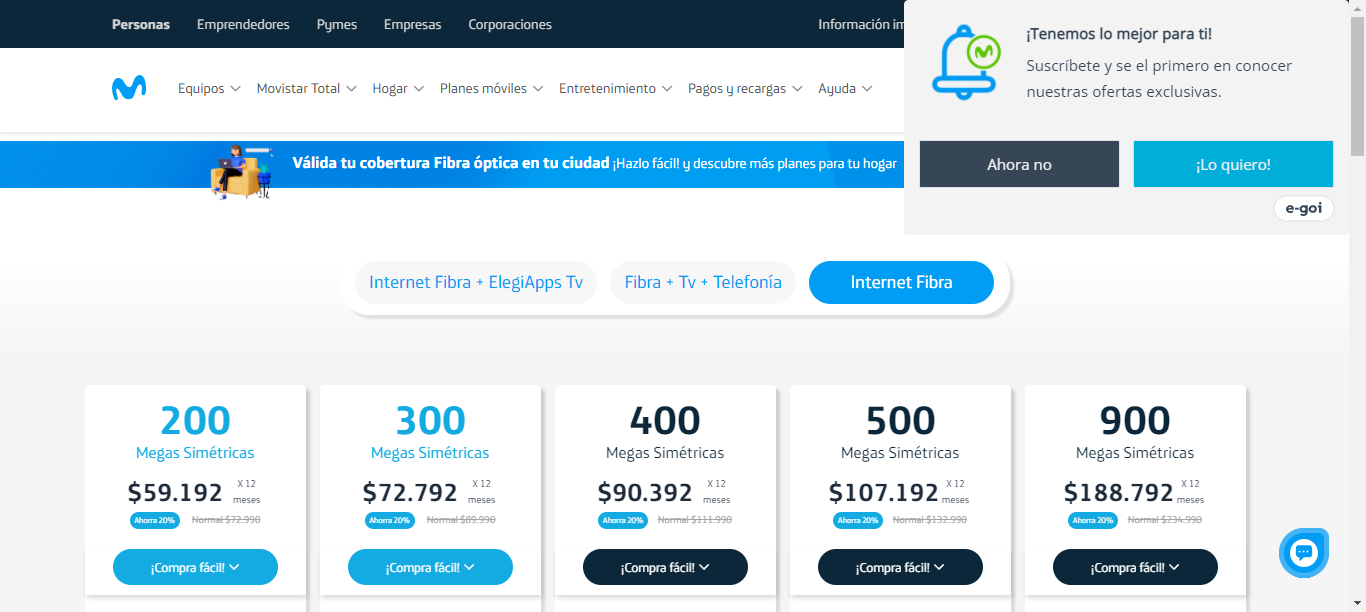 Personas Emprendedores Pymes Empresas Corporaciones Información im
Equipos Movistar Total Hogar Planes móviles Entretenimiento Pagos y recargas Ayuda
¡Tenemos lo mejor para ti!
Suscríbete y se el primero en conocer
nuestras ofertas exclusivas.
Ahora no ¡Lo quiero!
e-goi
Válida tu cobertura Fibra óptica en tu ciudad ¡Hazlo fácil! y descubre más planes para tu hogar
Internet Fibra + ElegiApps Tv Fibra + Tv + Telefonía Internet Fibra
200
Megas Simétricas
$59.192 X 12 meses
Ahorra 20% Normal $72.990
¡Compra fácil!
300
Megas Simétricas
$72.792 X 12 meses
Ahorra 20% Normal $89.990
¡Compra fácil!
400
Megas Simétricas
$90.392 X 12 meses
Ahorra 20% Normal $111.990
¡Compra fácil!
500
Megas Simétricas
$107.192 X 12 meses
Ahorra 20% Normal $132.990
¡Compra fácil!
900
Megas Simétricas
$188.792 X 12 meses
Ahorra 20% Normal $234.990
¡Compra fácil!